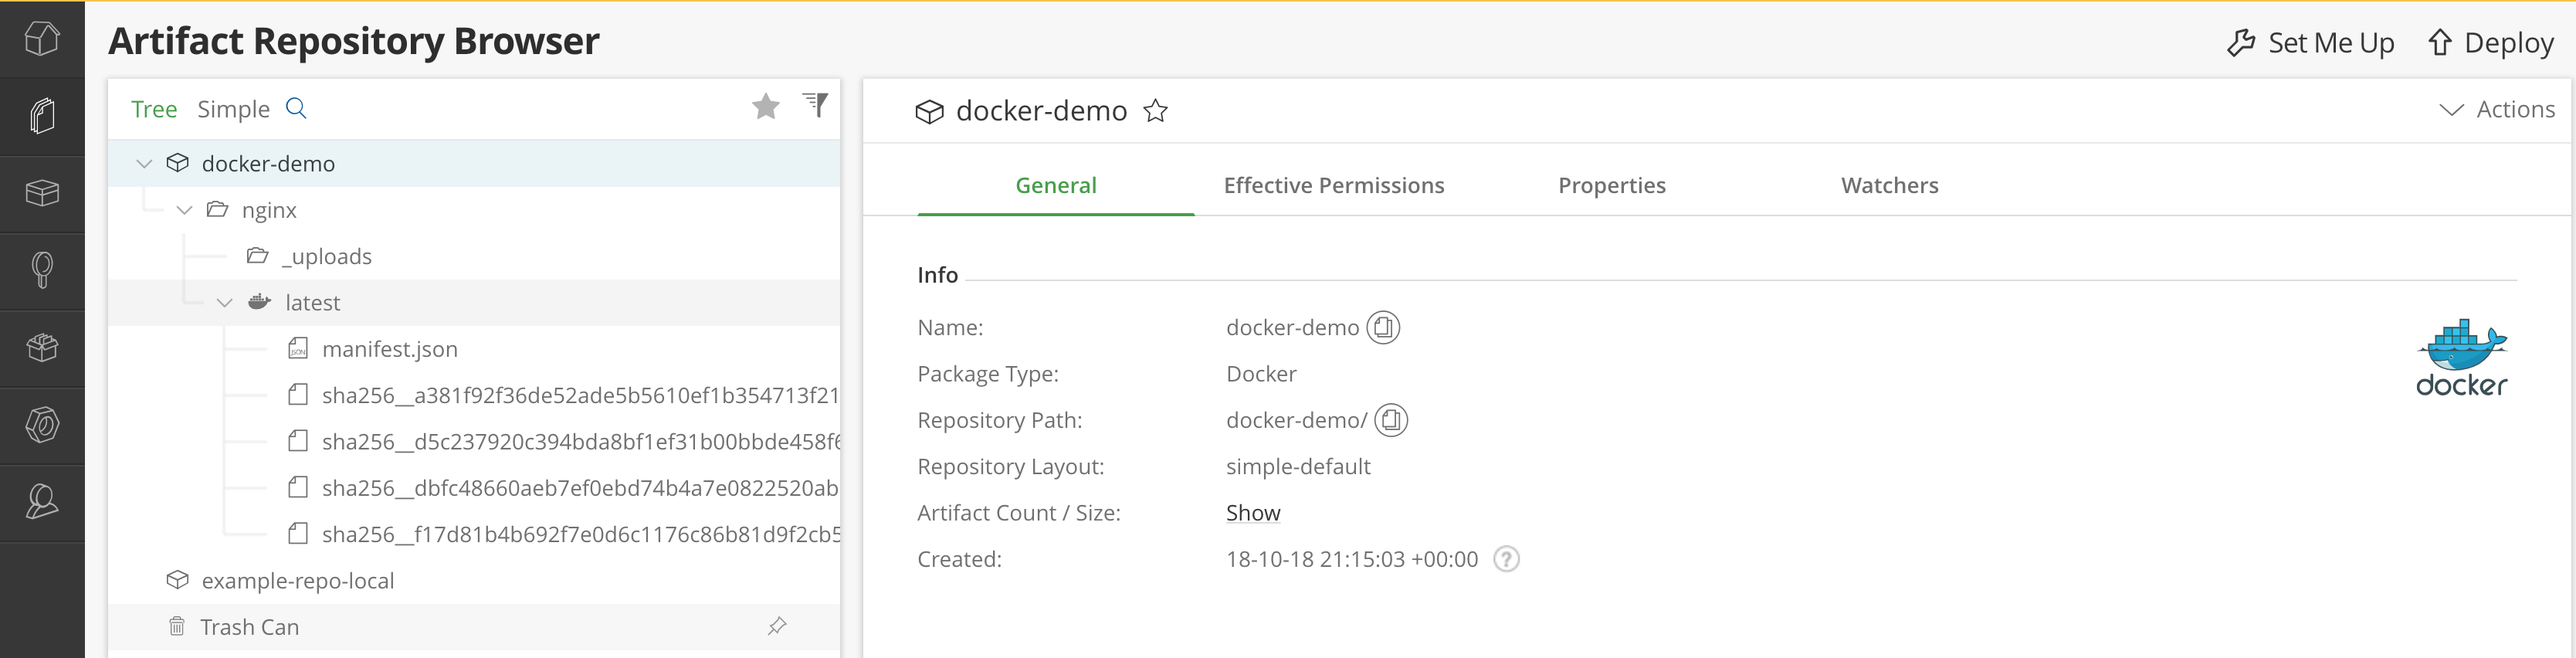 Artifact Repository Browser
Set Me Up
Deploy
Tree
Simple
docker-demo
nginx
_uploads
latest
manifest.json
sha256__a381f92f36de52ade5b5610ef1b354713f21
sha256__d5c237920c394bda8bf1ef31b00bbde458f6
sha256__dbfc48660aeb7ef0ebd74b4a7e0822520ab
sha256__f17d81b4b692f7e0d6c1176c86b81d9f2cb5
example-repo-local
Trash Can
docker-demo
Actions
General
Effective Permissions
Properties
Watchers
Info
Name: docker-demo
Package Type: Docker
Repository Path: docker-demo/
Repository Layout: simple-default
Artifact Count / Size: Show
Created: 18-10-18 21:15:03 +00:00 ?
docker